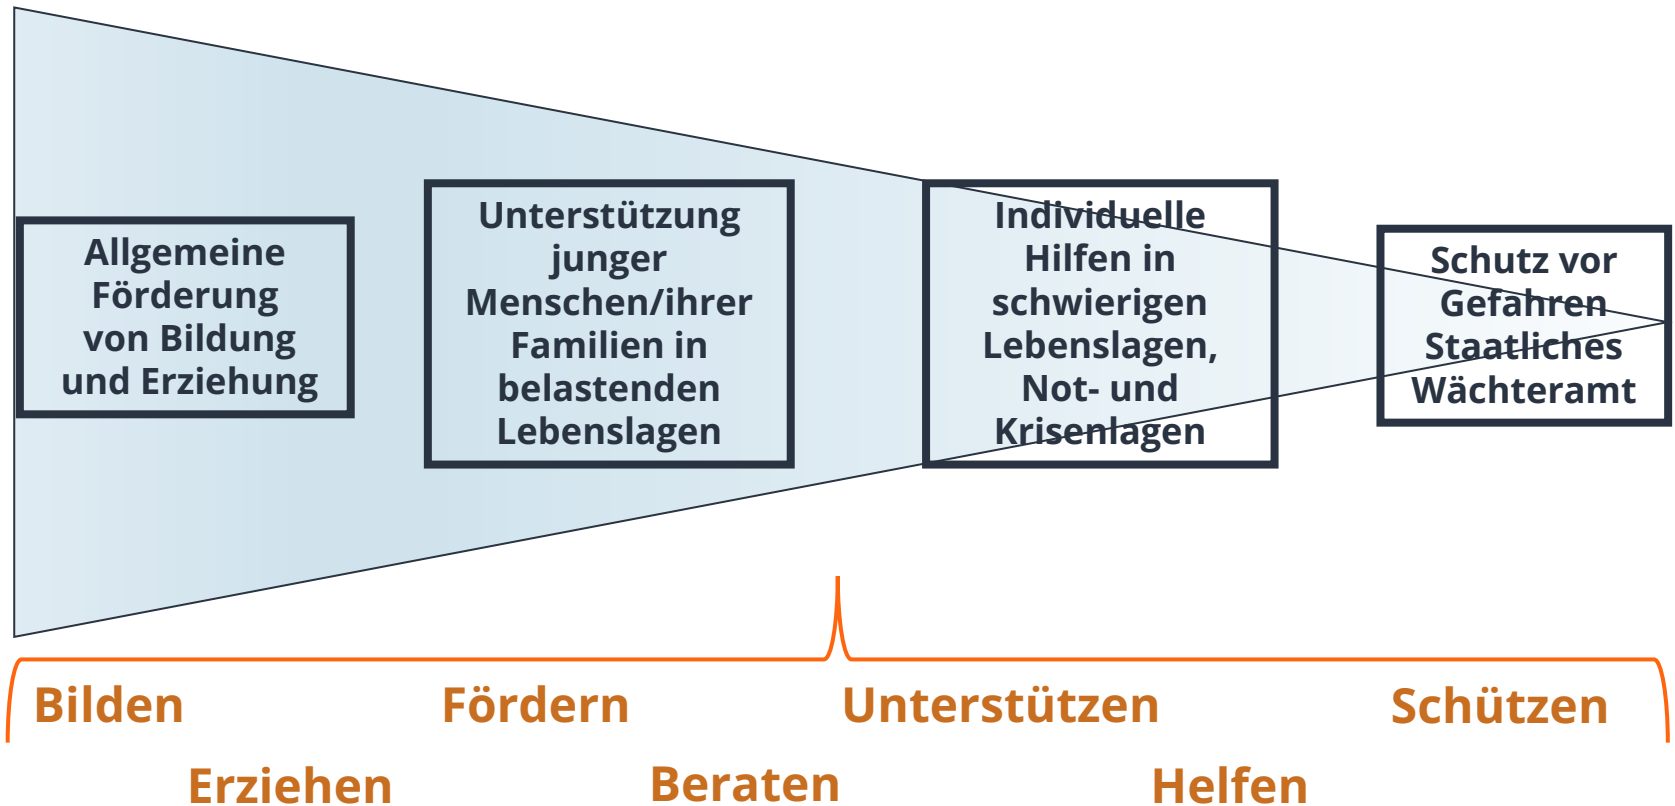 Allgemeine
Förderung
von Bildung
und Erziehung
Unterstützung
junger
Menschen/ihrer
Familien in
belastenden
Lebenslagen
Individuelle
Hilfen in
schwierigen
Lebenslagen,
Not- und
Krisenlagen
Schutz vor
Gefahren
Staatliches
Wächteramt
Bilden
Fördern
Unterstützen
Schützen
Erziehen
Beraten
Helfen